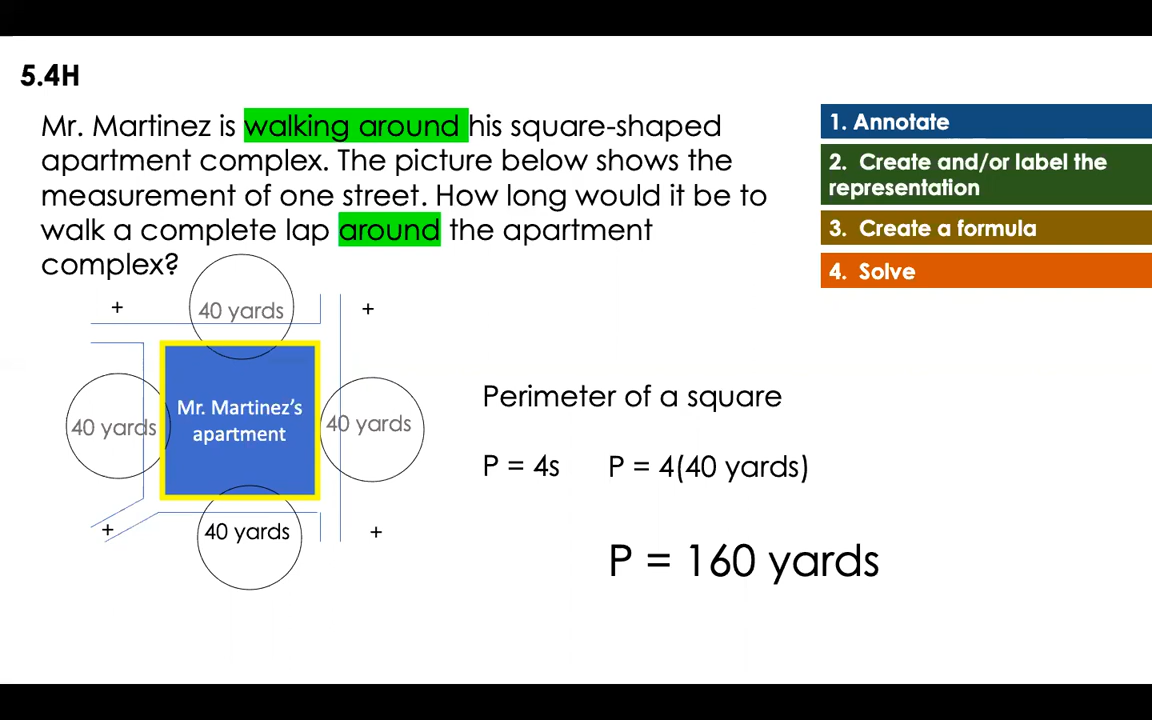 5.4H
Mr. Martinez is walking around his square-shaped
apartment complex. The picture below shows the
measurement of one street. How long would it be to
walk a complete lap around the apartment
complex?
1. Annotate
2. Create and/or label the
representation
3. Create a formula
4. Solve
+
40 yards
+
40 yards
Mr. Martinez's
apartment
40 yards
+
40 yards
+
Perimeter of a square
P = 4s
P = 4(40 yards)
P = 160 yards